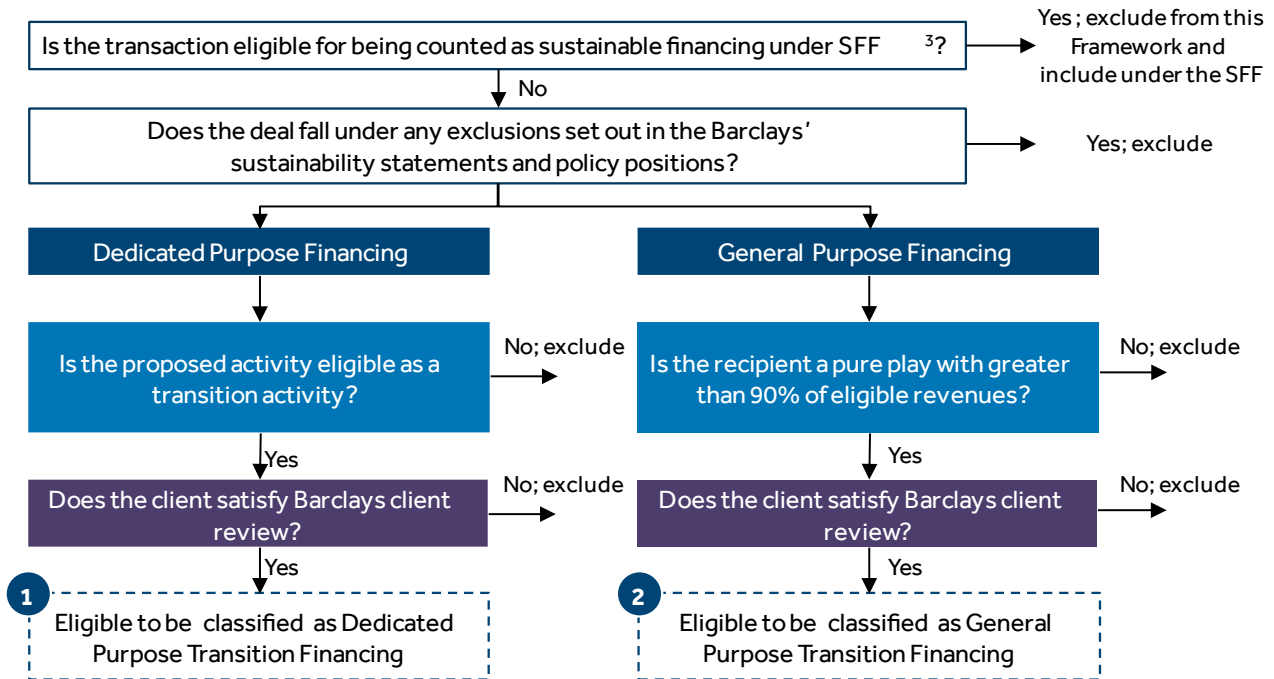 Is the transaction eligible for being counted as sustainable financing under SFF ³?
Yes; exclude from this
Framework and
include under the SFF
No
Does the deal fall under any exclusions set out in the Barclays'
sustainability statements and policy positions?
Yes; exclude
Dedicated Purpose Financing
General Purpose Financing
Is the proposed activity eligible as a
transition activity?
No; exclude
Is the recipient a pure play with greater
than 90% of eligible revenues?
No; exclude
Yes
Yes
Does the client satisfy Barclays client
review?
No; exclude
Does the client satisfy Barclays client
review?
No; exclude
Yes
Yes
1
Eligible to be classified as Dedicated
Purpose Transition Financing
2
Eligible to be classified as General
Purpose Transition Financing